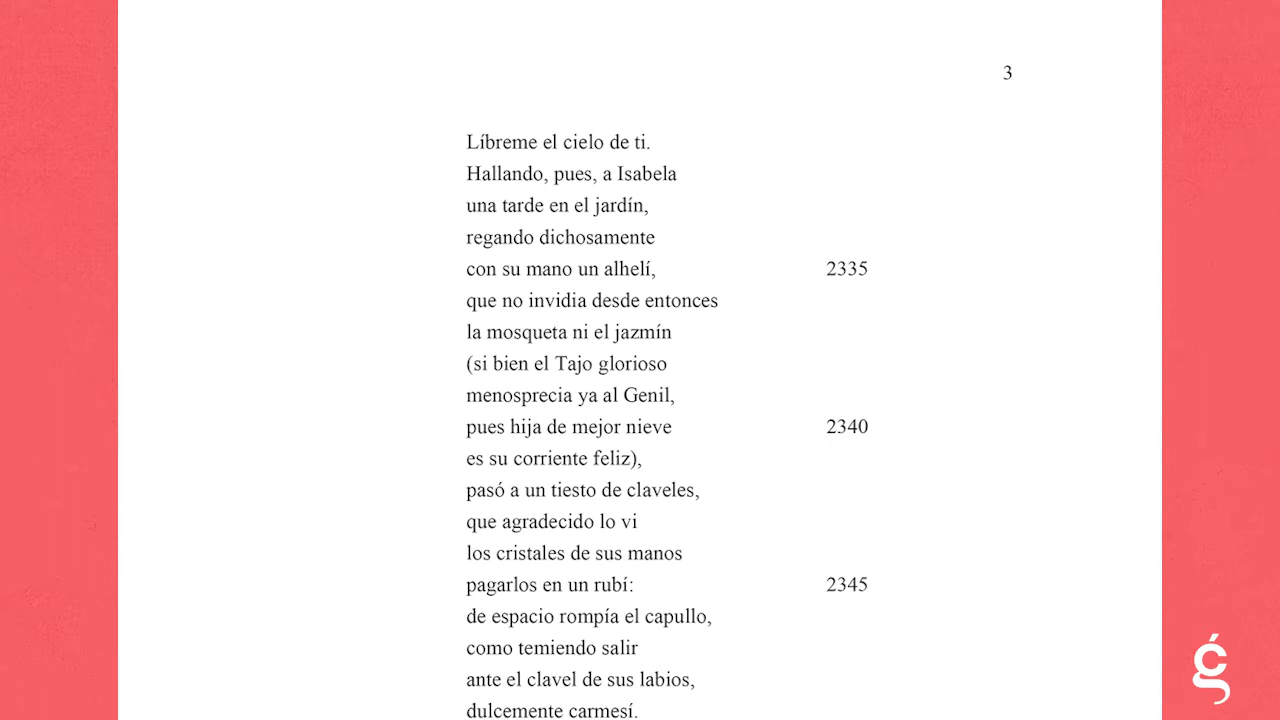 3
Líbreme el cielo de ti.
Hallando, pues, a Isabela
una tarde en el jardín,
regando dichosamente
con su mano un alhelí, 2335
que no invidia desde entonces
la mosqueta ni el jazmín
(si bien el Tajo glorioso
menosprecia ya al Genil,
pues hija de mejor nieve 2340
es su corriente feliz),
pasó a un tiesto de claveles,
que agradecido lo vi
los cristales de sus manos
pagarlos en un rubí: 2345
de espacio rompía el capullo,
como temiendo salir
ante el clavel de sus labios,
dulcemente carmesí.